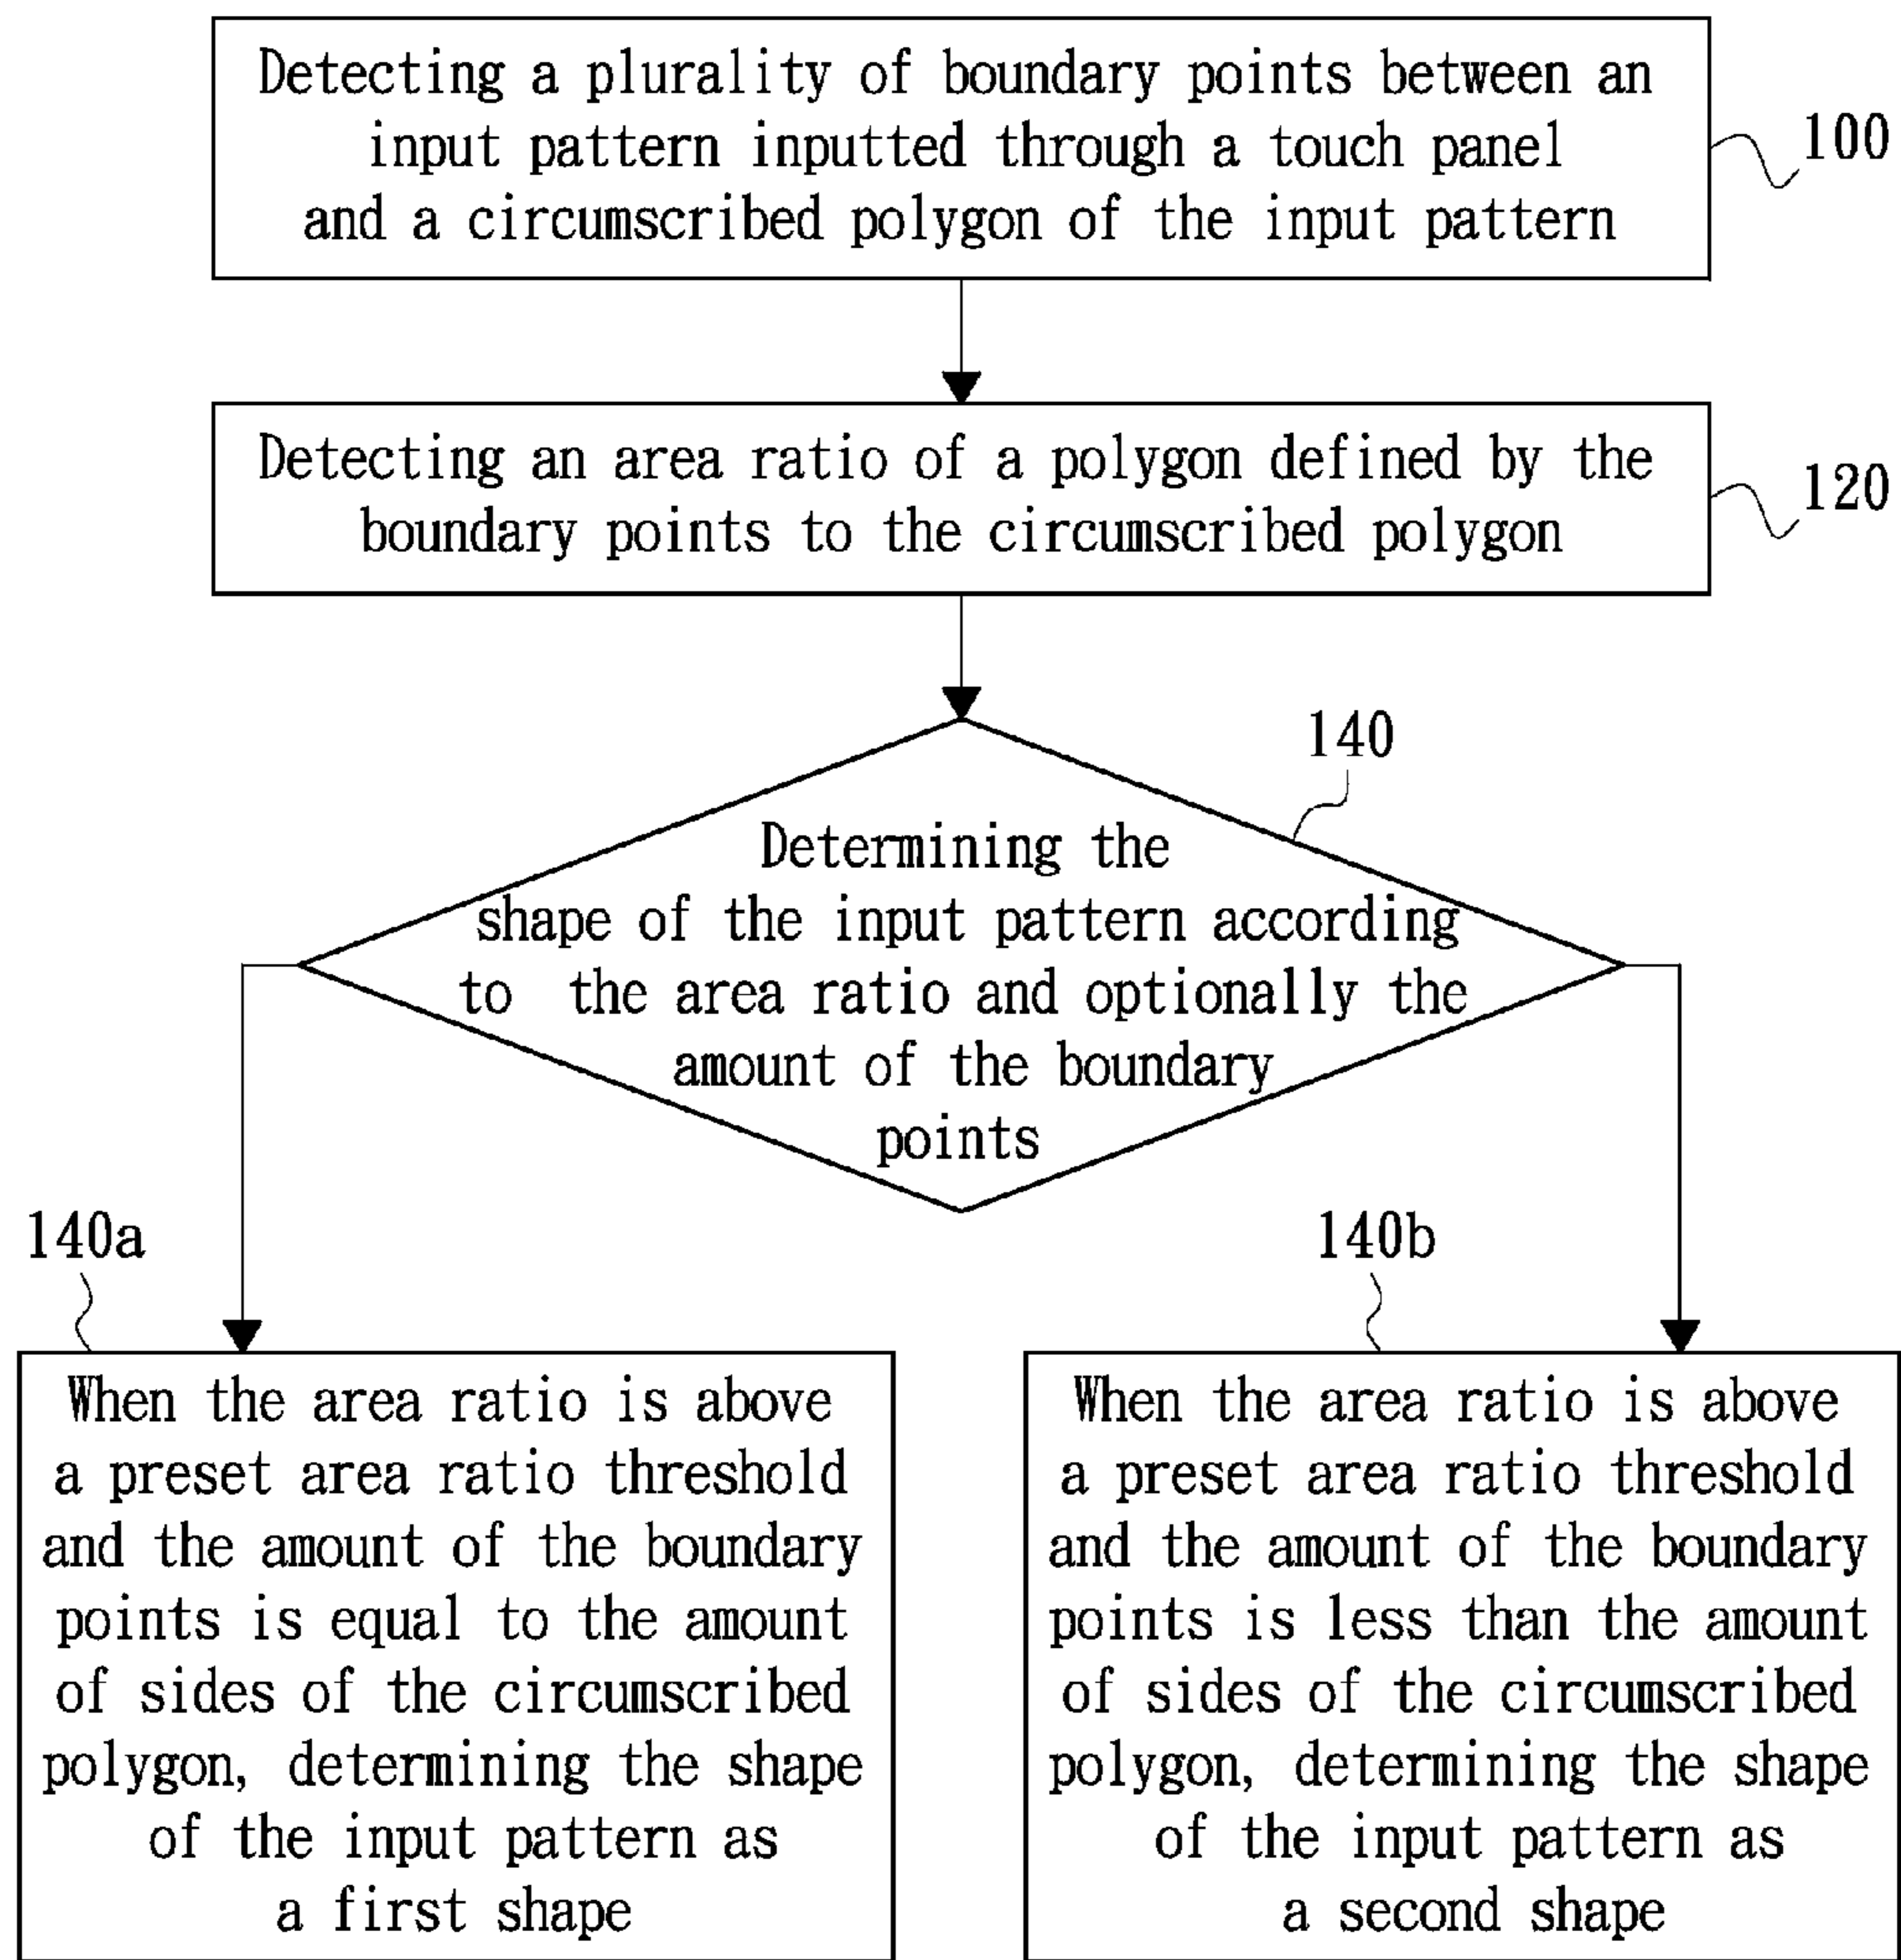 Detecting a plurality of boundary points between an
input pattern inputted through a touch panel
and a circumscribed polygon of the input pattern
100
Detecting an area ratio of a polygon defined by the
boundary points to the circumscribed polygon
120
140
Determining the
shape of the input pattern according
to the area ratio and optionally the
amount of the boundary
points
140a
When the area ratio is above
a preset area ratio threshold
and the amount of the boundary
points is equal to the amount
of sides of the circumscribed
polygon, determining the shape
of the input pattern as
a first shape
140b
When the area ratio is above
a preset area ratio threshold
and the amount of the boundary
points is less than the amount
of sides of the circumscribed
polygon, determining the shape
of the input pattern as
a second shape